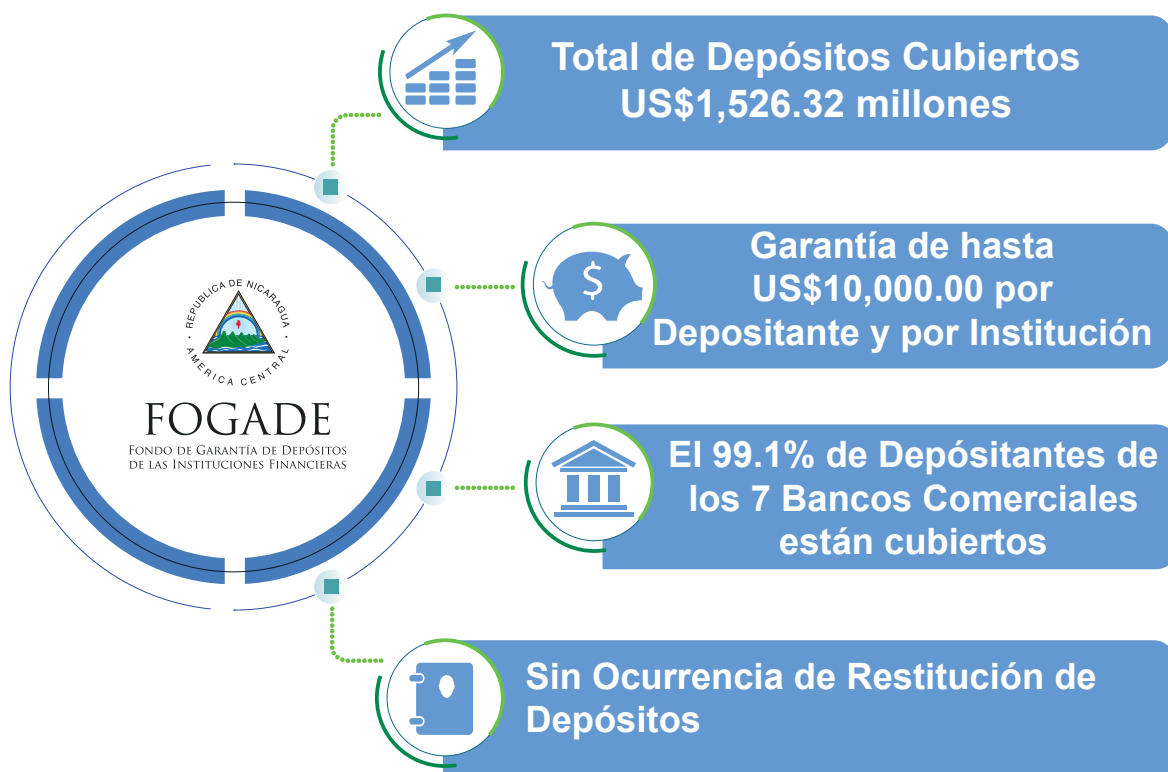 Total de Depósitos Cubiertos
US$1,526.32 millones
Garantía de hasta
US$10,000.00 por
Depositante y por Institución
$
REPUBLICA DE NICARAGUA
AMERICA CENTRAL
FOGADE
FONDO DE GARANTÍA DE DEPÓSITOS
DE LAS INSTITUCIONES FINANCIERAS
El 99.1% de Depósitantes de
los 7 Bancos Comerciales
están cubiertos
Sin Ocurrencia de Restitución de
Depósitos